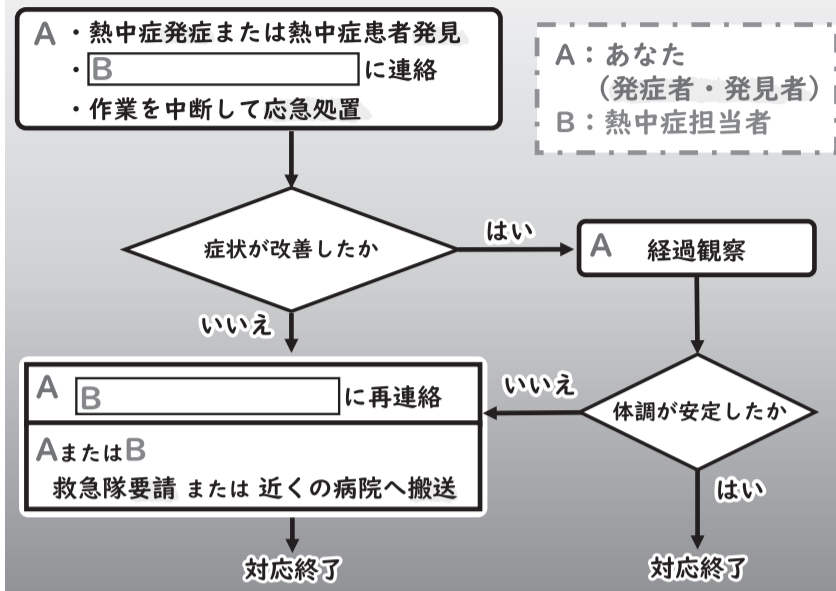 A ・熱中症発症または熱中症患者発見
・B に連絡
・作業を中断して応急処置
A：あなた
（発症者・発見者）
B：熱中症担当者
症状が改善したか
はい
A 経過観察
いいえ
A B に再連絡
AまたはB
救急隊要請 または 近くの病院へ搬送
いいえ
体調が安定したか
はい
対応終了
対応終了